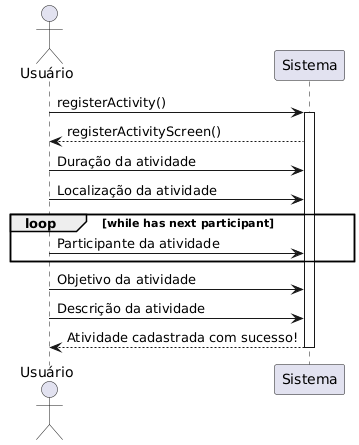 Usuário
Sistema
registerActivity()
registerActivityScreen()
Duração da atividade
Localização da atividade
loop [while has next participant]
Participante da atividade
Objetivo da atividade
Descrição da atividade
Atividade cadastrada com sucesso!
Usuário
Sistema